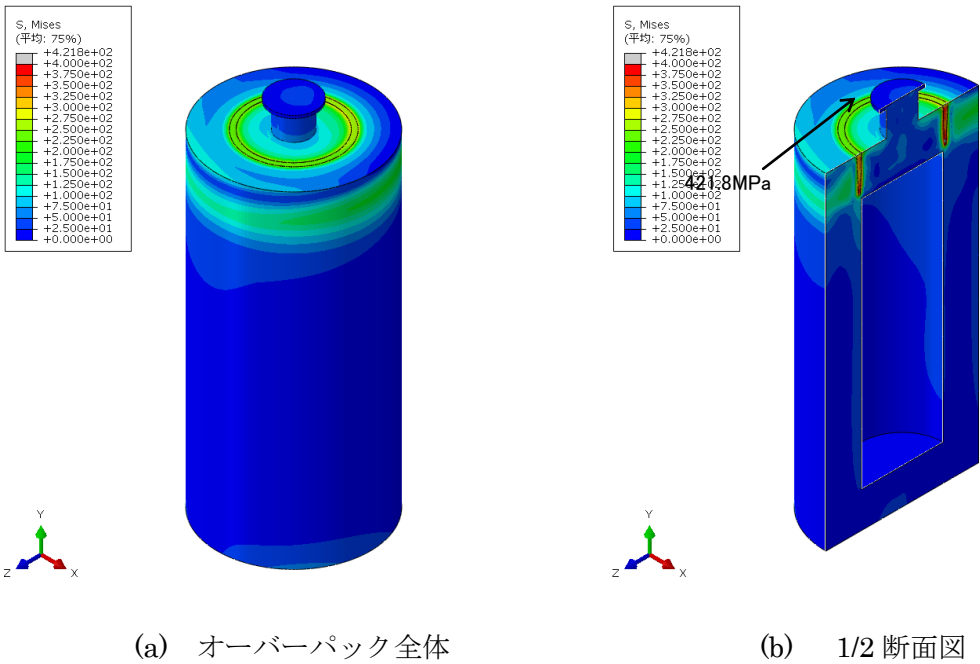 S, Mises
(平均: 75%)
+4.218e+02
+4.000e+02
+3.750e+02
+3.500e+02
+3.250e+02
+3.000e+02
+2.750e+02
+2.500e+02
+2.250e+02
+2.000e+02
+1.750e+02
+1.500e+02
+1.250e+02
+1.000e+02
+7.500e+01
+5.000e+01
+2.500e+01
+0.000e+00
Y
Z
X
(a) オーバーパック全体
S, Mises
(平均: 75%)
+4.218e+02
+4.000e+02
+3.750e+02
+3.500e+02
+3.250e+02
+3.000e+02
+2.750e+02
+2.500e+02
+2.250e+02
+2.000e+02
+1.750e+02
+1.500e+02
+1.250e+02
+1.000e+02
+7.500e+01
+5.000e+01
+2.500e+01
+0.000e+00
421.8MPa
Y
Z
X
(b) 1/2 断面図